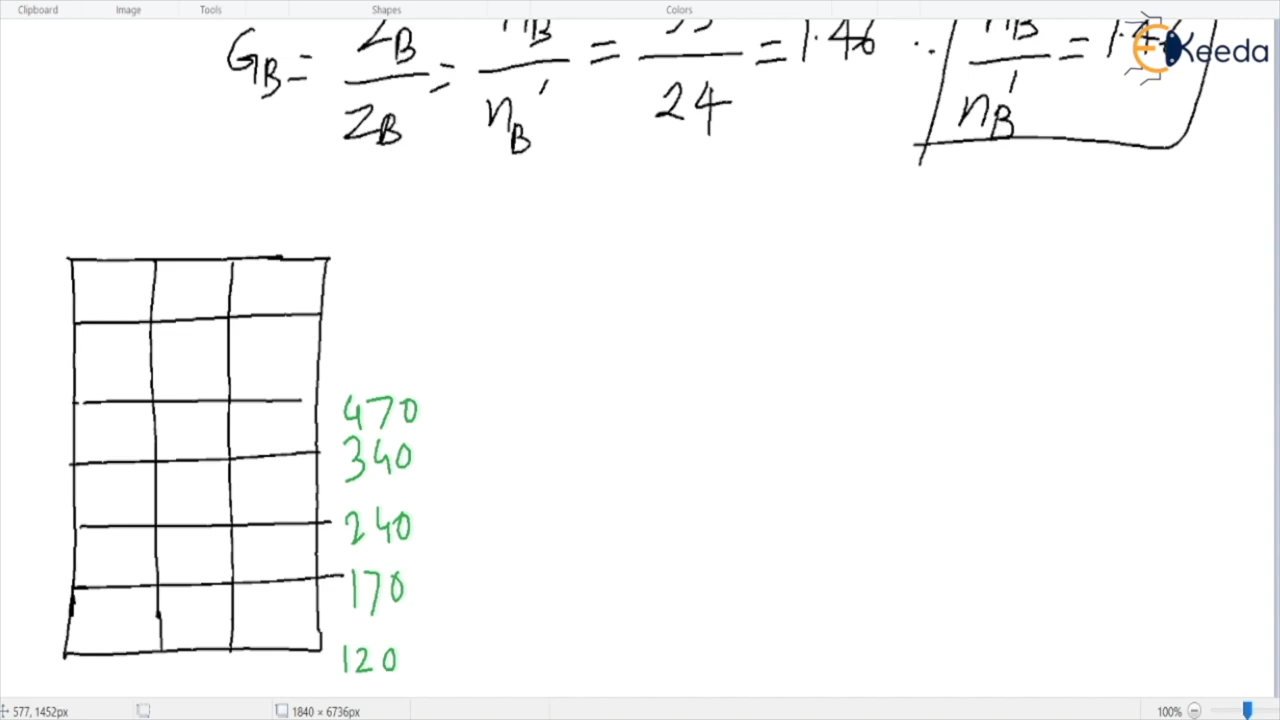 Clipboard Image Tools Shapes Colors
G_B = Z_B / Z_B = n_B / n_B' = / 24 = 1.46 .. n_B / n_B' = 1.46
Keeda
470
340
240
170
120
577, 1452px 1840 × 6736px 100%